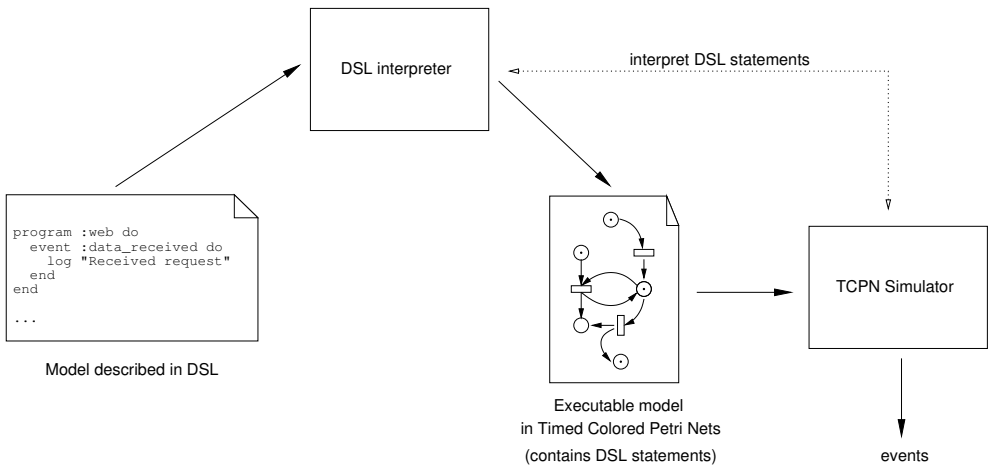 DSL interpreter
interpret DSL statements
program :web do
  event :data_received do
    log "Received request"
  end
end
...
Model described in DSL
TCPN Simulator
Executable model
in Timed Colored Petri Nets
(contains DSL statements)
events